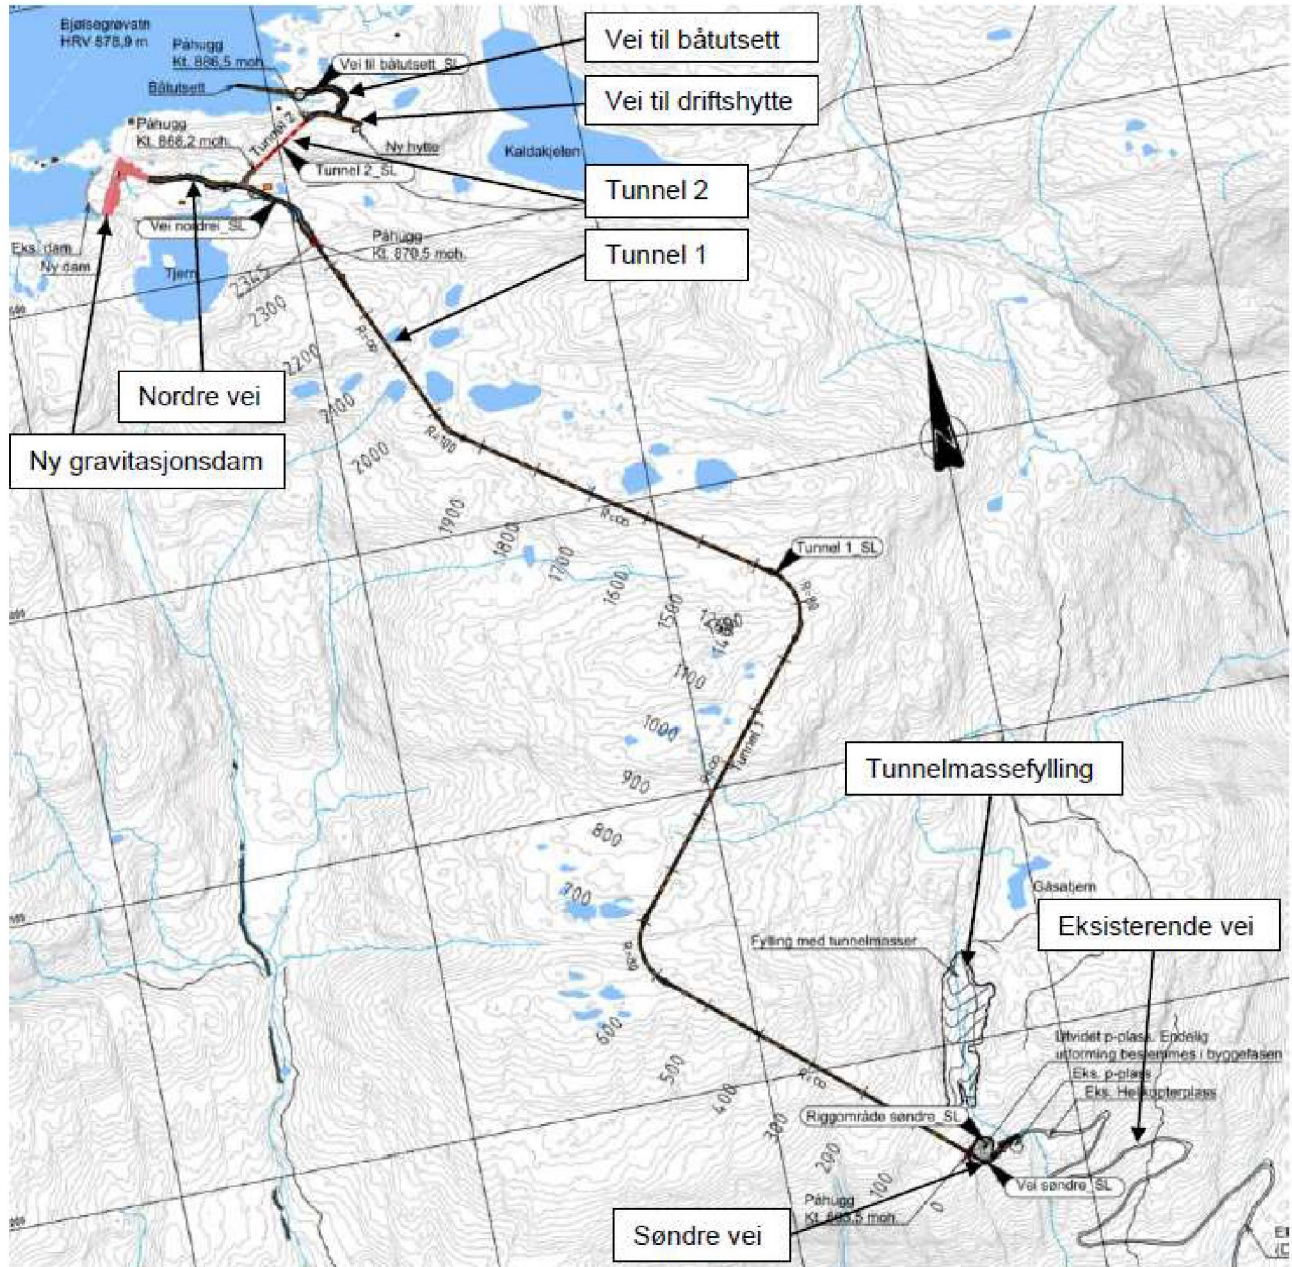 Bjølsegrøvatn
HRV 878,9 m
Påhugg
Kt. 886,5 moh.
Vei til båtutsett_SL
Båtutsett
Vei til båtutsett
Vei til driftshytte
Påhugg
Kt. 868,2 moh.
Tunnel 2
Ny hytte
Tunnel 2_SL
Kaldakjelen
Tunnel 2
Vei nordrei_SL
Påhugg
Kt. 870,5 moh.
Tunnel 1
Eks. dam
Ny dam
Tjern
2345
2300
2200
2100
2000
R=∞
R=100
Nordre vei
Ny gravitasjonsdam
N
1900
1800
1700
1600
1500
R=∞
Tunnel 1_SL
R=80
1100
1000
900
800
700
600
500
400
300
200
100
0
R=∞
Tunnel 1
R=80
R=∞
Tunnelmassefylling
Gåsatjern
Eksisterende vei
Fylling med tunnelmasser
Utvidet p-plass. Endelig
utforming bestemmes i byggefasen
Eks. p-plass
Eks. Helikopterplass
Riggområde søndre_SL
Vei søndre_SL
Påhugg
Søndre vei